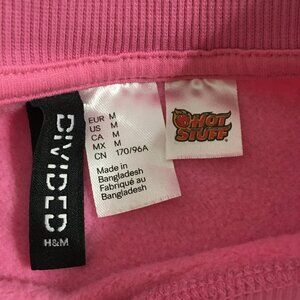 DIVIDED
H&M
EUR M
US M
CA M
MX M
CN 170/96A
Made in
Bangladesh
Fabriqué au
Bangladesh
HOT
STUFF